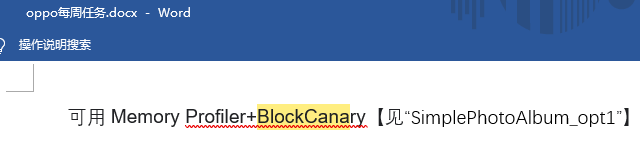 oppo每周任务.docx - Word
操作说明搜索
可用 Memory Profiler+BlockCanary【见“SimplePhotoAlbum_opt1”】